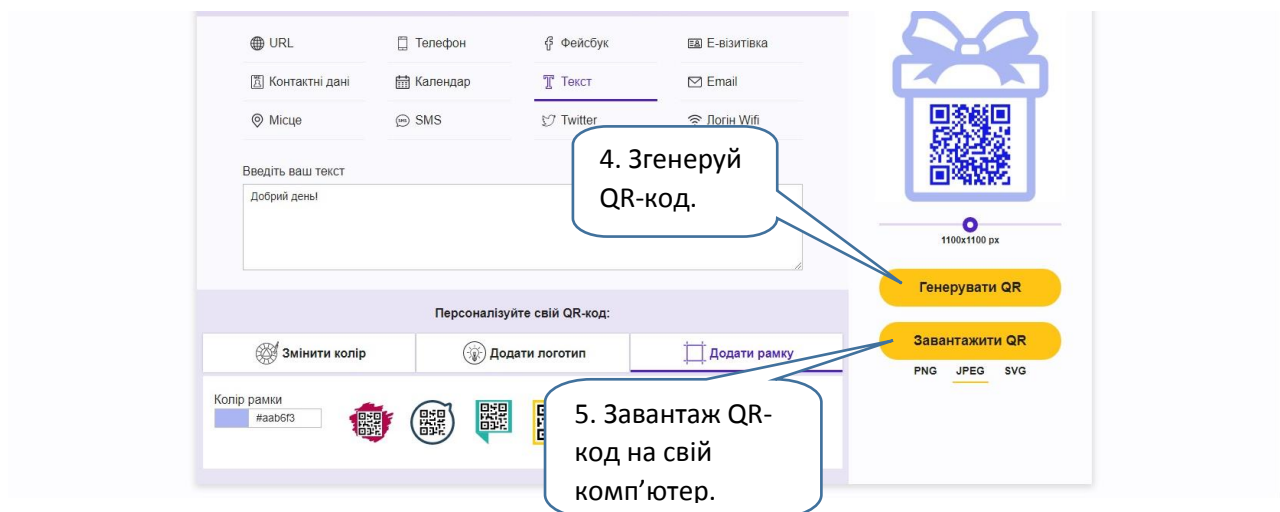 URL
Телефон
Фейсбук
Е-візитівка
Контактні дані
Календар
Текст
Email
Місце
SMS
Twitter
Логін Wifi
Введіть ваш текст
Добрий день!
4. Згенеруй
QR-код.
1100x1100 px
Генерувати QR
Персоналізуйте свій QR-код:
Змінити колір
Додати логотип
Додати рамку
Завантажити QR
PNG JPEG SVG
Колір рамки
#aab6f3
5. Завантаж QR-
код на свій
комп’ютер.